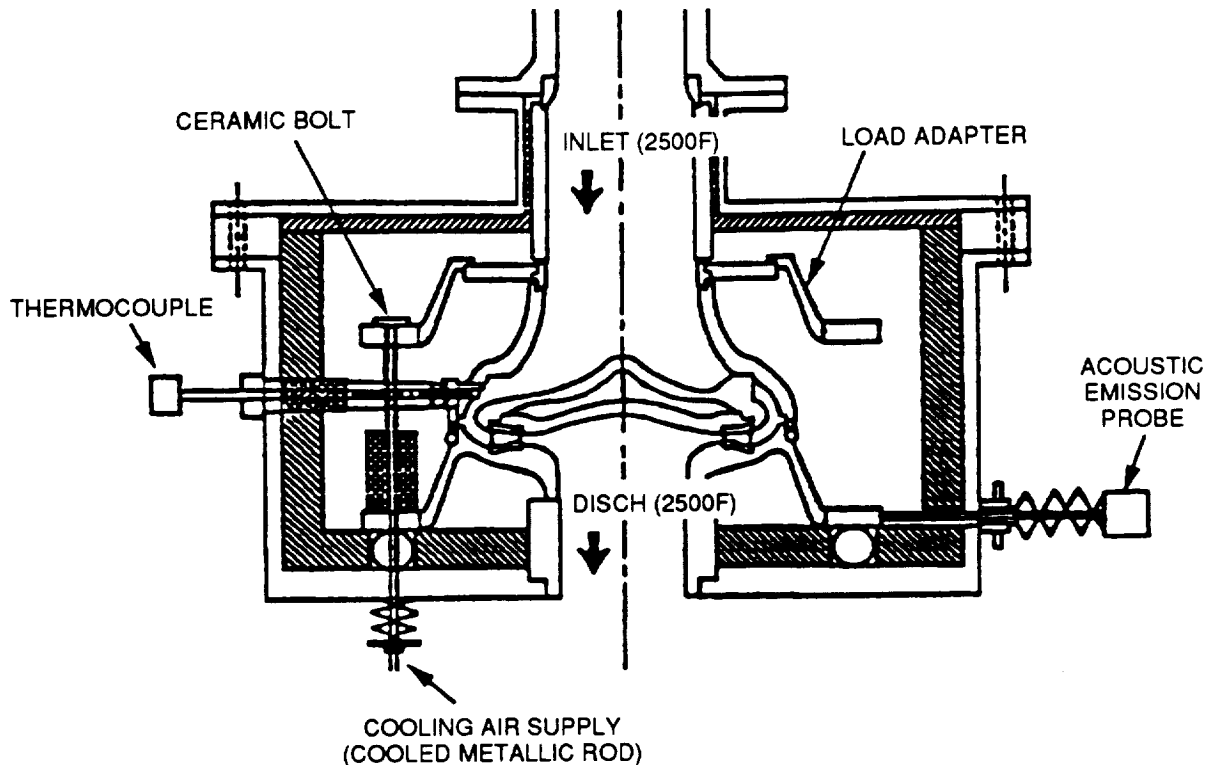 CERAMIC BOLT
INLET (2500F)
LOAD ADAPTER
THERMOCOUPLE
ACOUSTIC
EMISSION
PROBE
DISCH (2500F)
COOLING AIR SUPPLY
(COOLED METALLIC ROD)